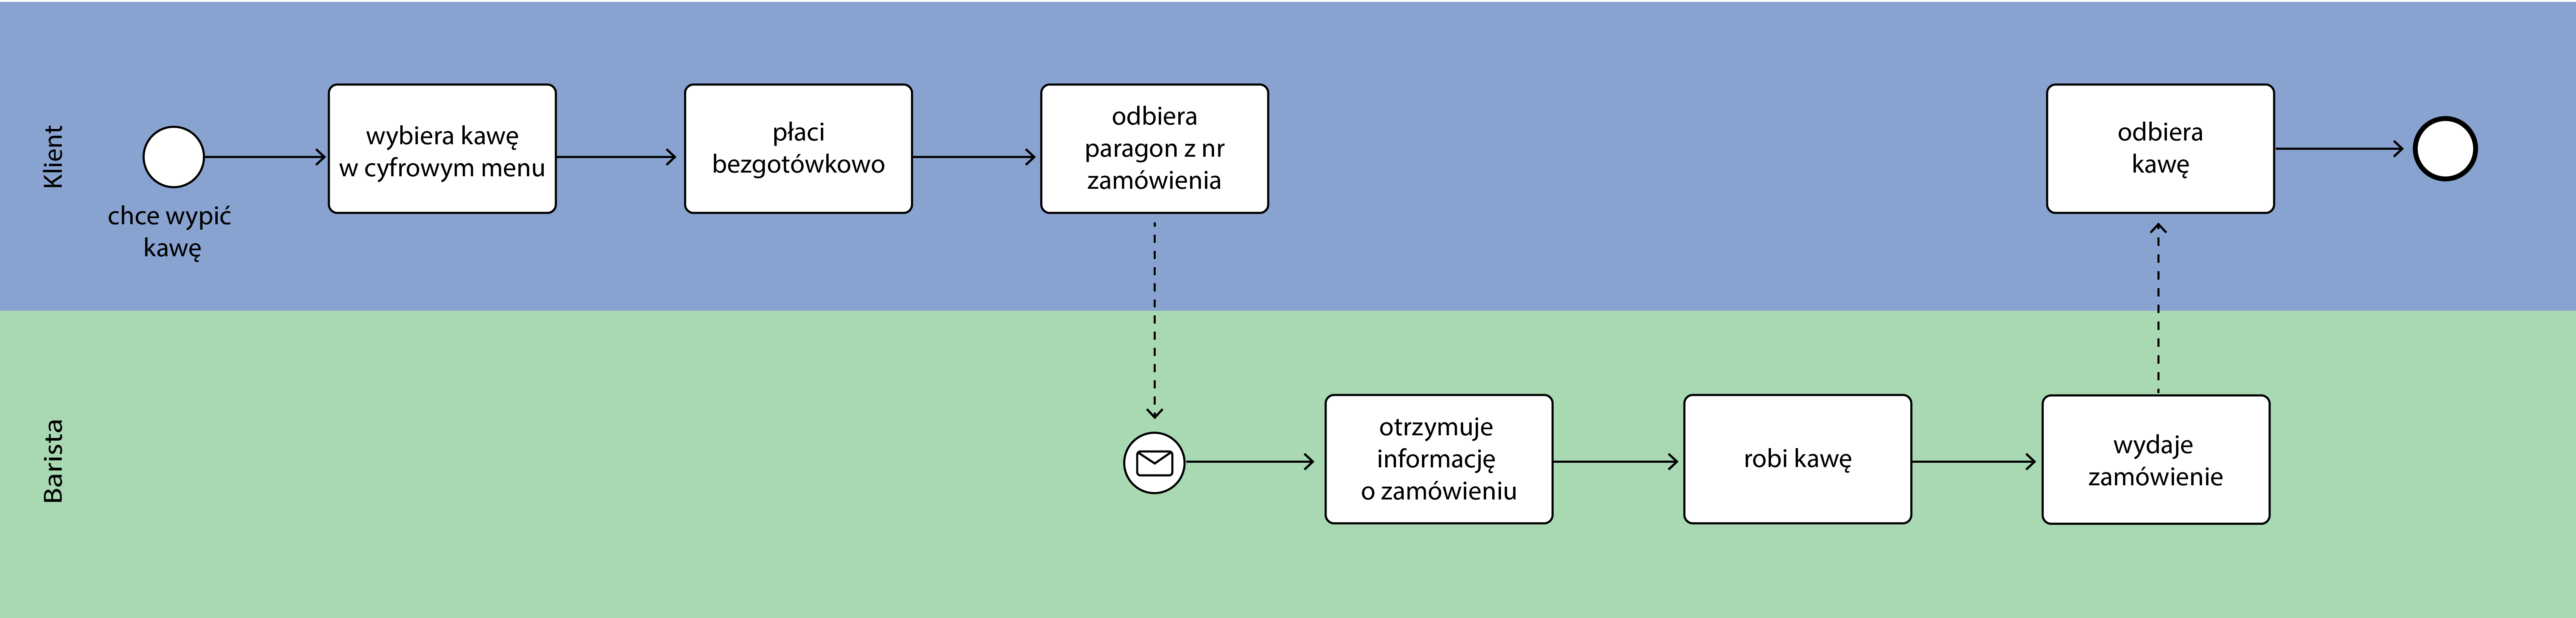 Klient
chce wypić
kawę
wybiera kawę
w cyfrowym menu
płaci
bezgotówkowo
odbiera
paragon z nr
zamówienia
odbiera
kawę
Barista
otrzymuje
informację
o zamówieniu
robi kawę
wydaje
zamówienie